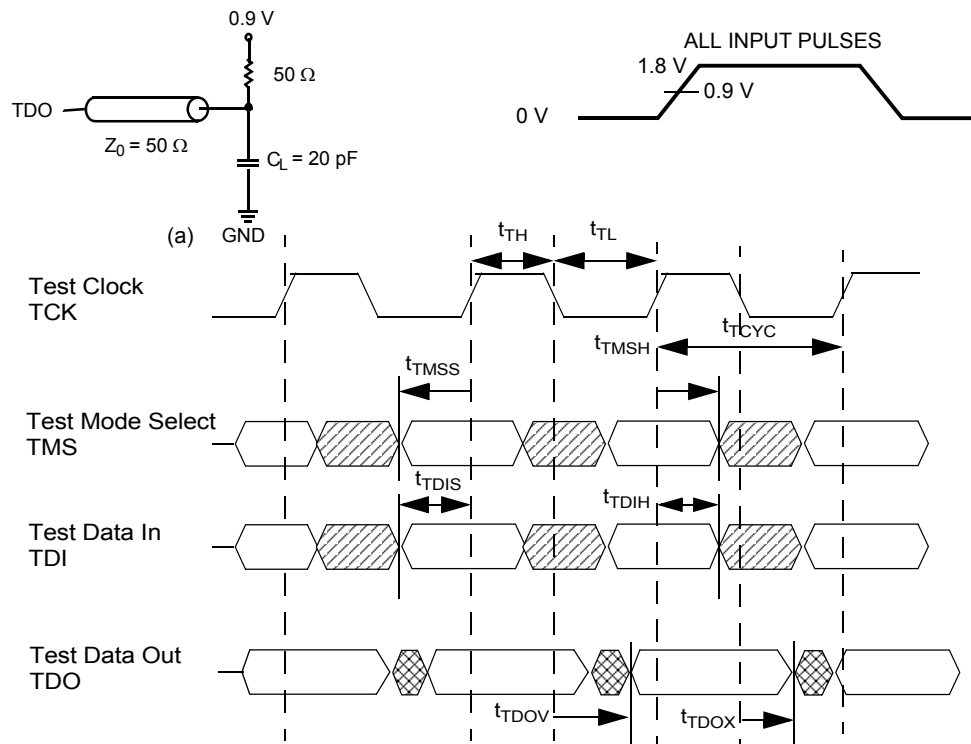 0.9 V
50 Ω
TDO
Z0 = 50 Ω
CL = 20 pF
(a)
GND
ALL INPUT PULSES
1.8 V
0.9 V
0 V
tTH
tTL
Test Clock
TCK
tTCYC
tTMSH
tTMSS
Test Mode Select
TMS
tTDIS
tTDIH
Test Data In
TDI
Test Data Out
TDO
tTDOV
tTDOX